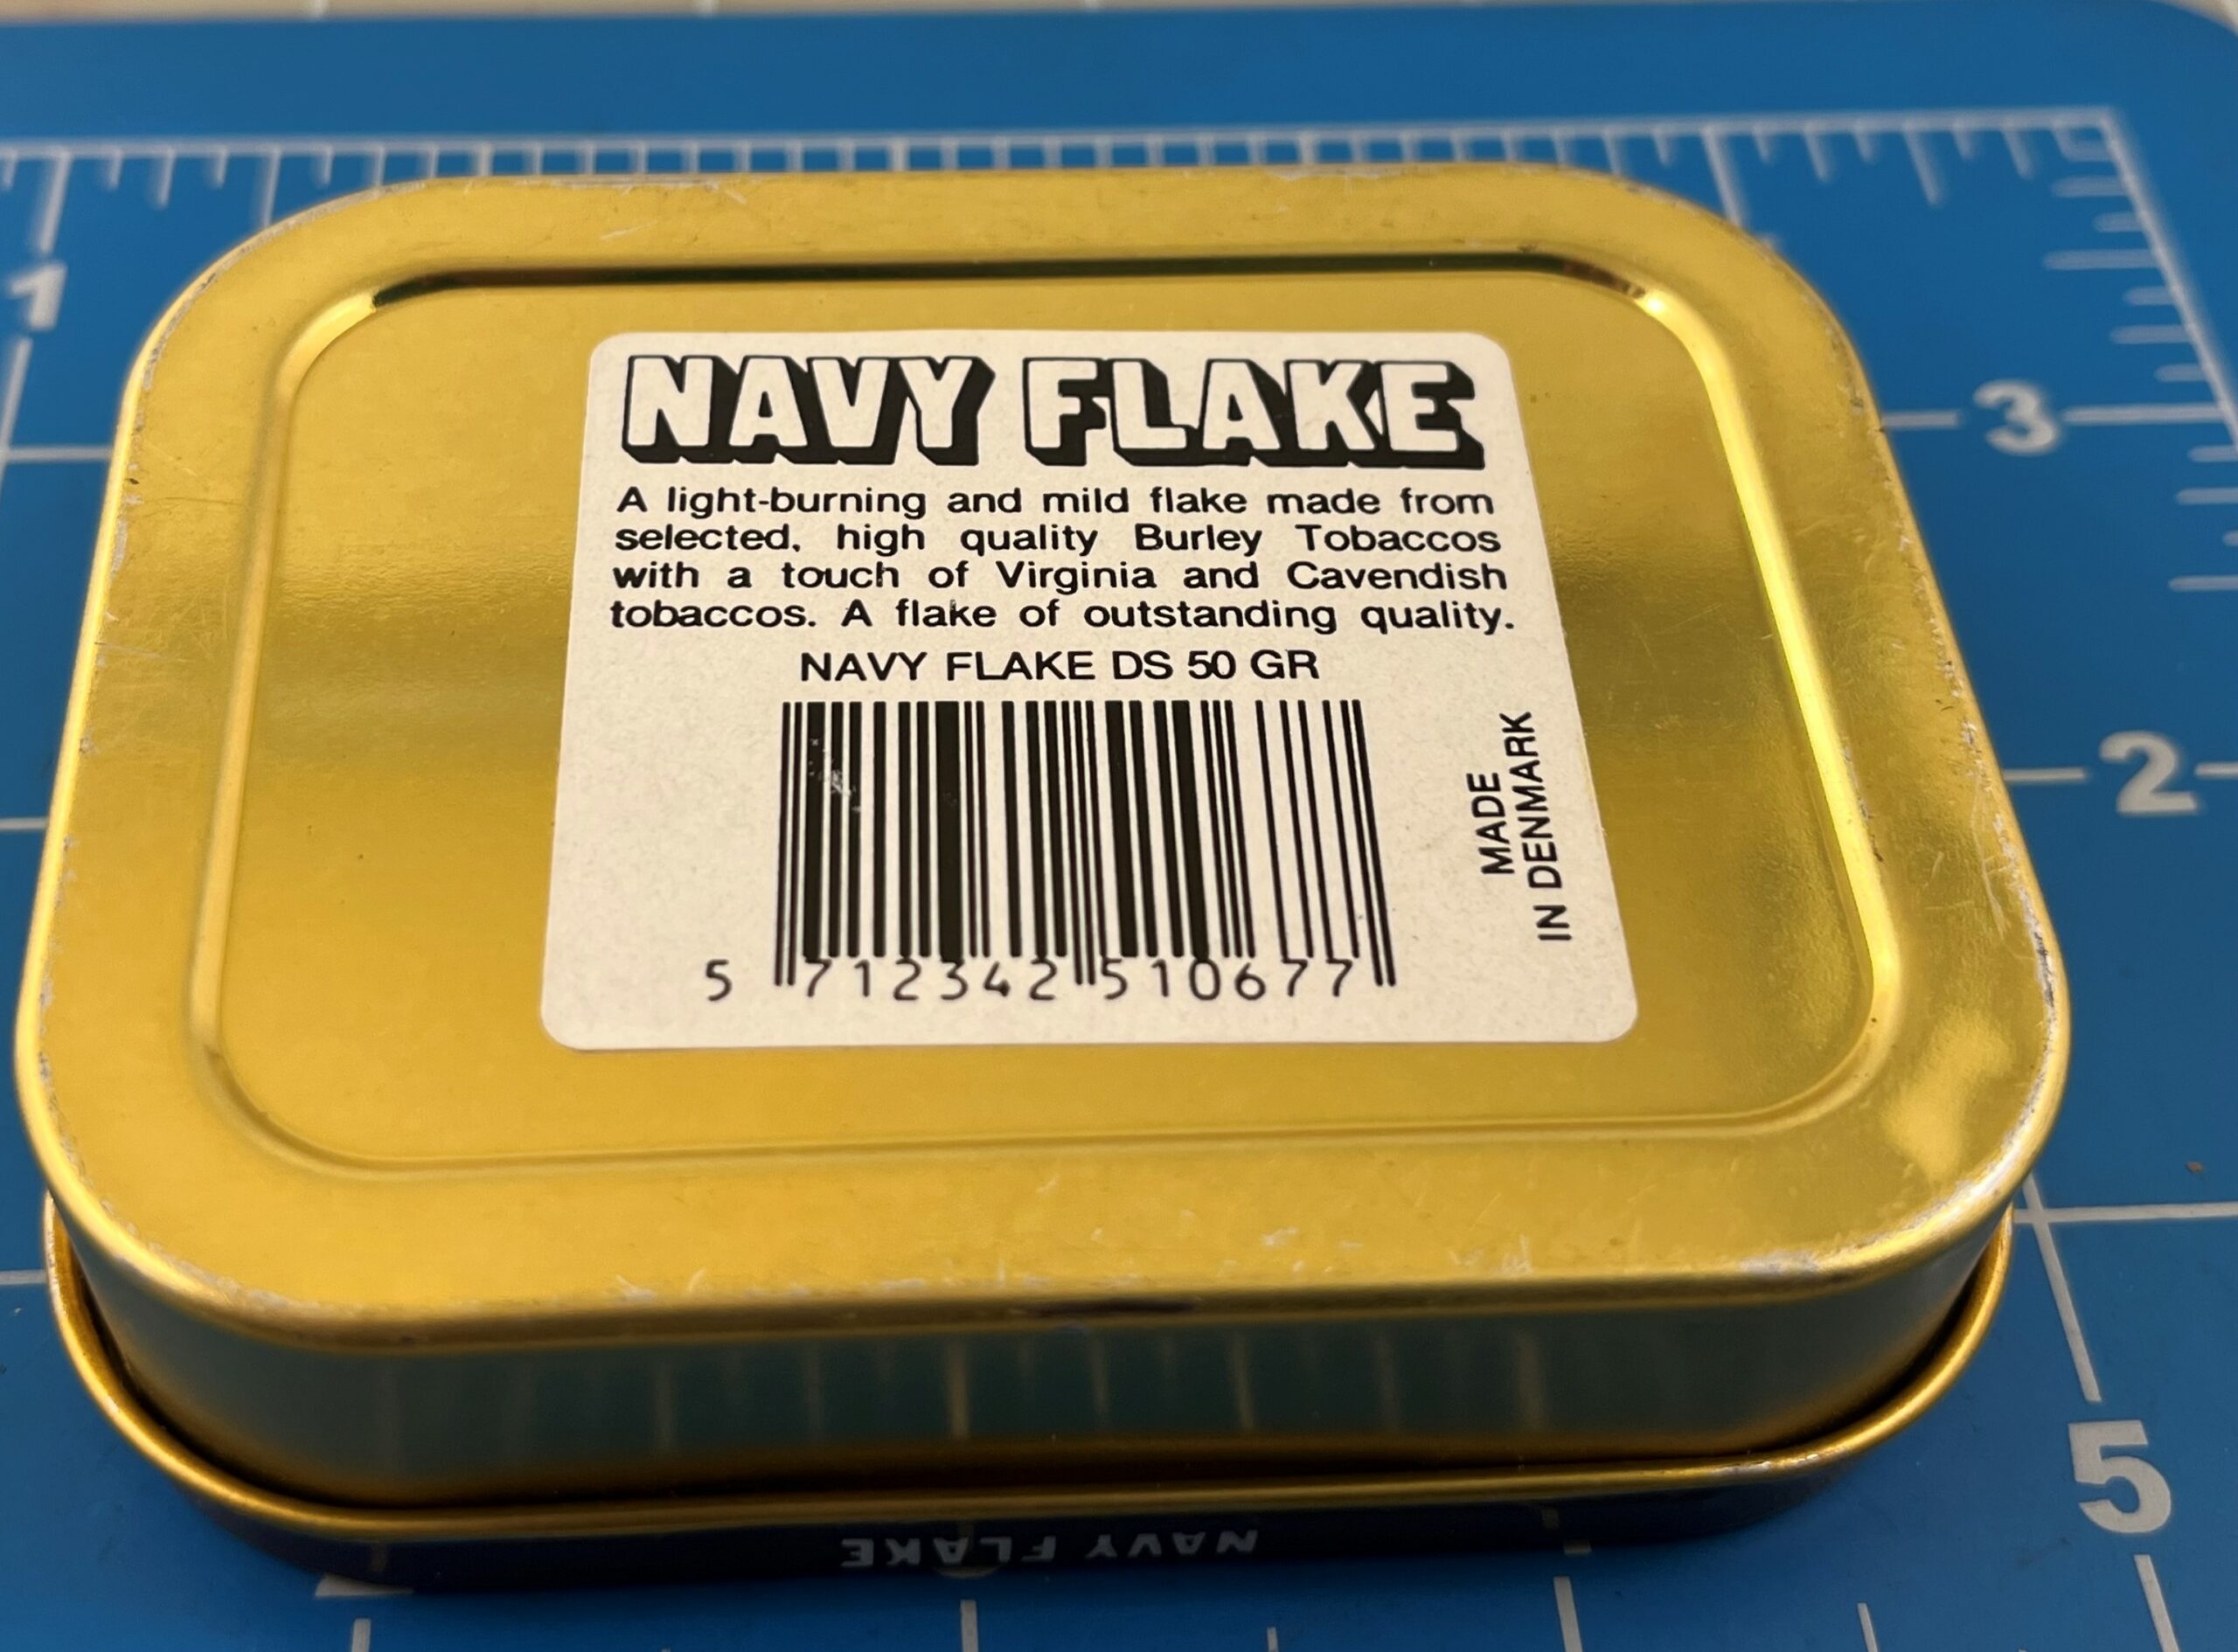 NAVY FLAKE
A light-burning and mild flake made from
selected, high quality Burley Tobaccos
with a touch of Virginia and Cavendish
tobaccos. A flake of outstanding quality.
NAVY FLAKE DS 50 GR
5 712342 510677
MADE
IN DENMARK
NAVY FLAKE
1
3
2
5